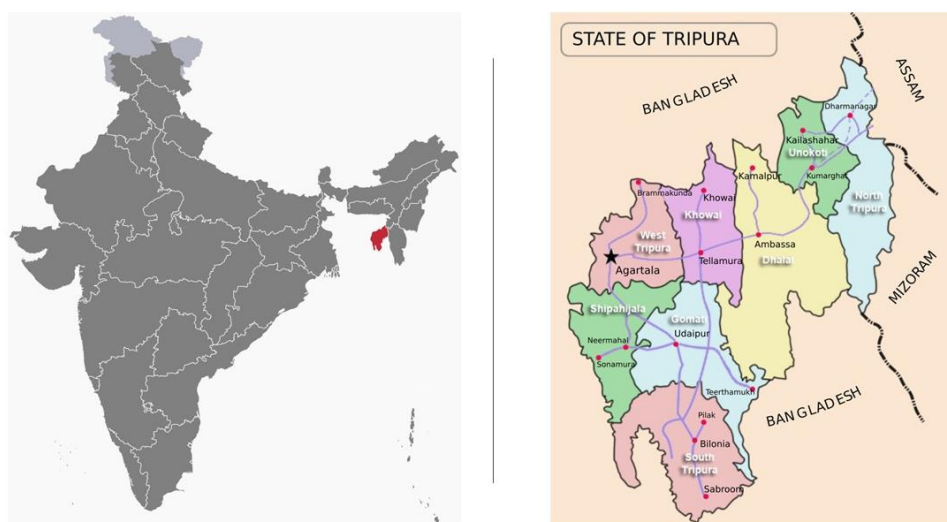 STATE OF TRIPURA
BANGLADESH
ASSAM
Dharmanagar
Kailashahar
Unokoti
Kumarghat
Kamalpur
Brammakunda
Khowai
Khowai
North
Tripura
West
Tripura
Ambassa
Tellamura
Dhalai
Agartala
MIZORAM
Shipahijala
Gomati
Udaipur
Neermahal
Sonamura
Teerthamukh
BANGLADESH
Pilak
Bilonia
South
Tripura
Sabroom